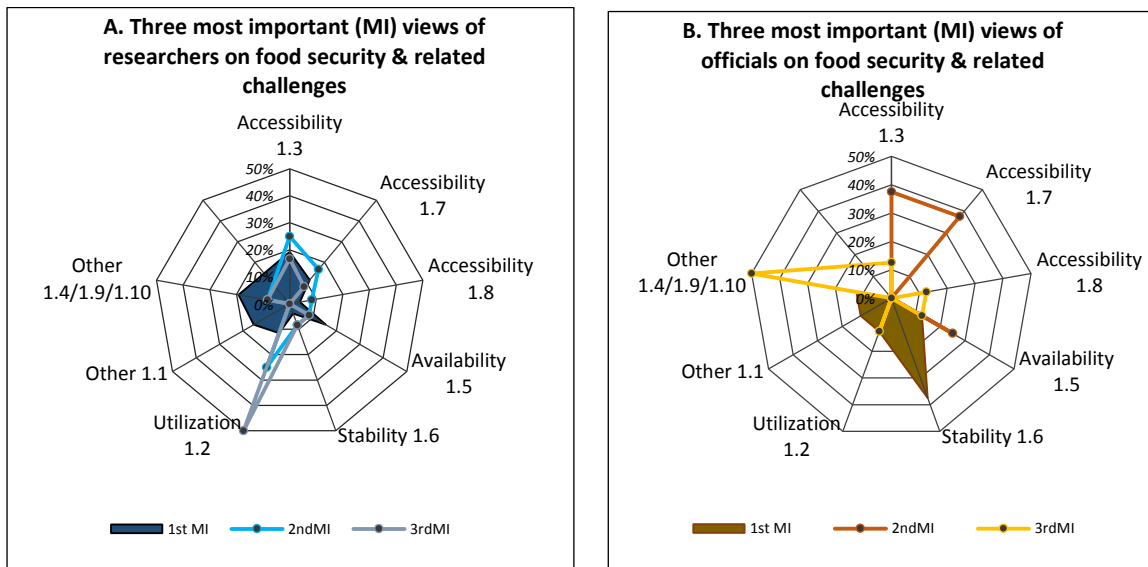 A. Three most important (MI) views of
researchers on food security & related
challenges
Accessibility
1.3
50%
40%
30%
20%
10%
0%
Accessibility
1.7
Accessibility
1.8
Availability
1.5
Stability 1.6
Utilization
1.2
Other 1.1
Other
1.4/1.9/1.10
1st MI
2ndMI
3rdMI
B. Three most important (MI) views of
officials on food security & related
challenges
Accessibility
1.3
50%
40%
30%
20%
10%
0%
Accessibility
1.7
Accessibility
1.8
Availability
1.5
Stability 1.6
Utilization
1.2
Other 1.1
Other
1.4/1.9/1.10
1st MI
2ndMI
3rdMI